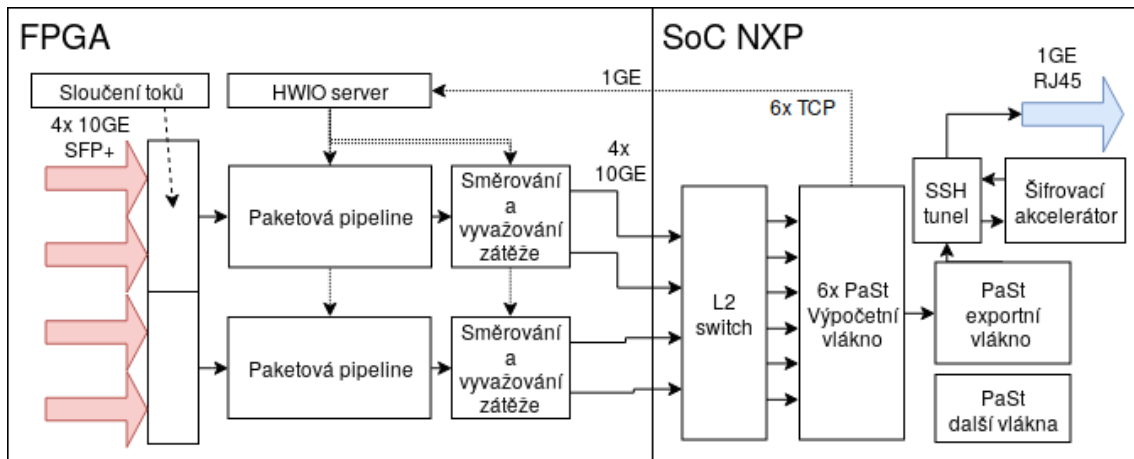 FPGA
SoC NXP
Sloučení toků
HWIO server
1GE
6x TCP
1GE
RJ45
4x 10GE
SFP+
4x
10GE
Paketová pipeline
Směrování
a
vyvažování
zátěže
SSH
tunel
Šifrovací
akcelerátor
L2
switch
6x PaSt
Výpočetní
vlákno
PaSt
exportní
vlákno
Paketová pipeline
Směrování
a
vyvažování
zátěže
PaSt
další vlákna